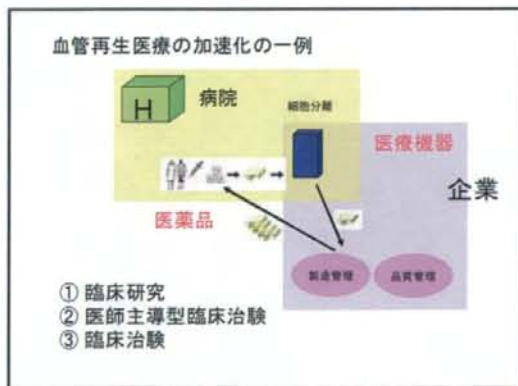 血管再生医療の加速化の一例
H
病院
細胞分離
医療機器
企業
医薬品
製造管理
品質管理
① 臨床研究
② 医師主導型臨床治験
③ 臨床治験